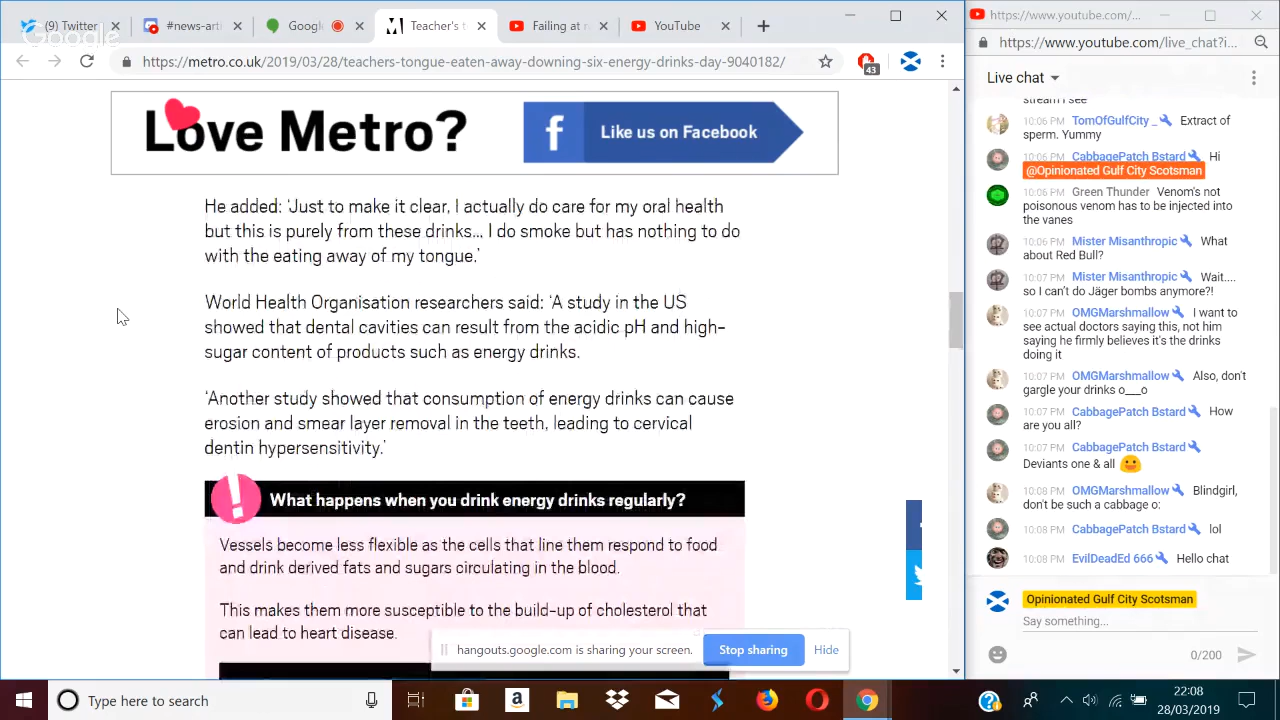 (9) Twitter
#news-arti
Googl
Teacher's t
Failing at r
YouTube
Google
https://metro.co.uk/2019/03/28/teachers-tongue-eaten-away-downing-six-energy-drinks-day-9040182/
43
Love Metro?
f
Like us on Facebook
He added: 'Just to make it clear, I actually do care for my oral health
but this is purely from these drinks... I do smoke but has nothing to do
with the eating away of my tongue.'
World Health Organisation researchers said: 'A study in the US
showed that dental cavities can result from the acidic pH and high-
sugar content of products such as energy drinks.
'Another study showed that consumption of energy drinks can cause
erosion and smear layer removal in the teeth, leading to cervical
dentin hypersensitivity.'
! What happens when you drink energy drinks regularly?
Vessels become less flexible as the cells that line them respond to food
and drink derived fats and sugars circulating in the blood.
This makes them more susceptible to the build-up of cholesterol that
can lead to heart disease.
hangouts.google.com is sharing your screen.
Stop sharing
Hide
https://www.youtube.com/...
https://www.youtube.com/live_chat?i...
Live chat
stream I see
10:06 PM TomOfGulfCity _ Extract of
sperm. Yummy
10:06 PM CabbagePatch Bstard Hi
@Opinionated Gulf City Scotsman
10:06 PM Green Thunder Venom's not
poisonous venom has to be injected into
the vanes
10:06 PM Mister Misanthropic What
about Red Bull?
10:07 PM Mister Misanthropic Wait....
so I can't do Jäger bombs anymore?!
10:07 PM OMGMarshmallow I want to
see actual doctors saying this, not him
saying he firmly believes it's the drinks
doing it
10:07 PM OMGMarshmallow Also, don't
gargle your drinks o___o
10:07 PM CabbagePatch Bstard How
are you all?
10:07 PM CabbagePatch Bstard
Deviants one & all
10:08 PM OMGMarshmallow Blindgirl,
don't be such a cabbage o:
10:08 PM CabbagePatch Bstard lol
10:08 PM EvilDeadEd 666 Hello chat
Opinionated Gulf City Scotsman
Say something...
0/200
Type here to search
22:08
28/03/2019